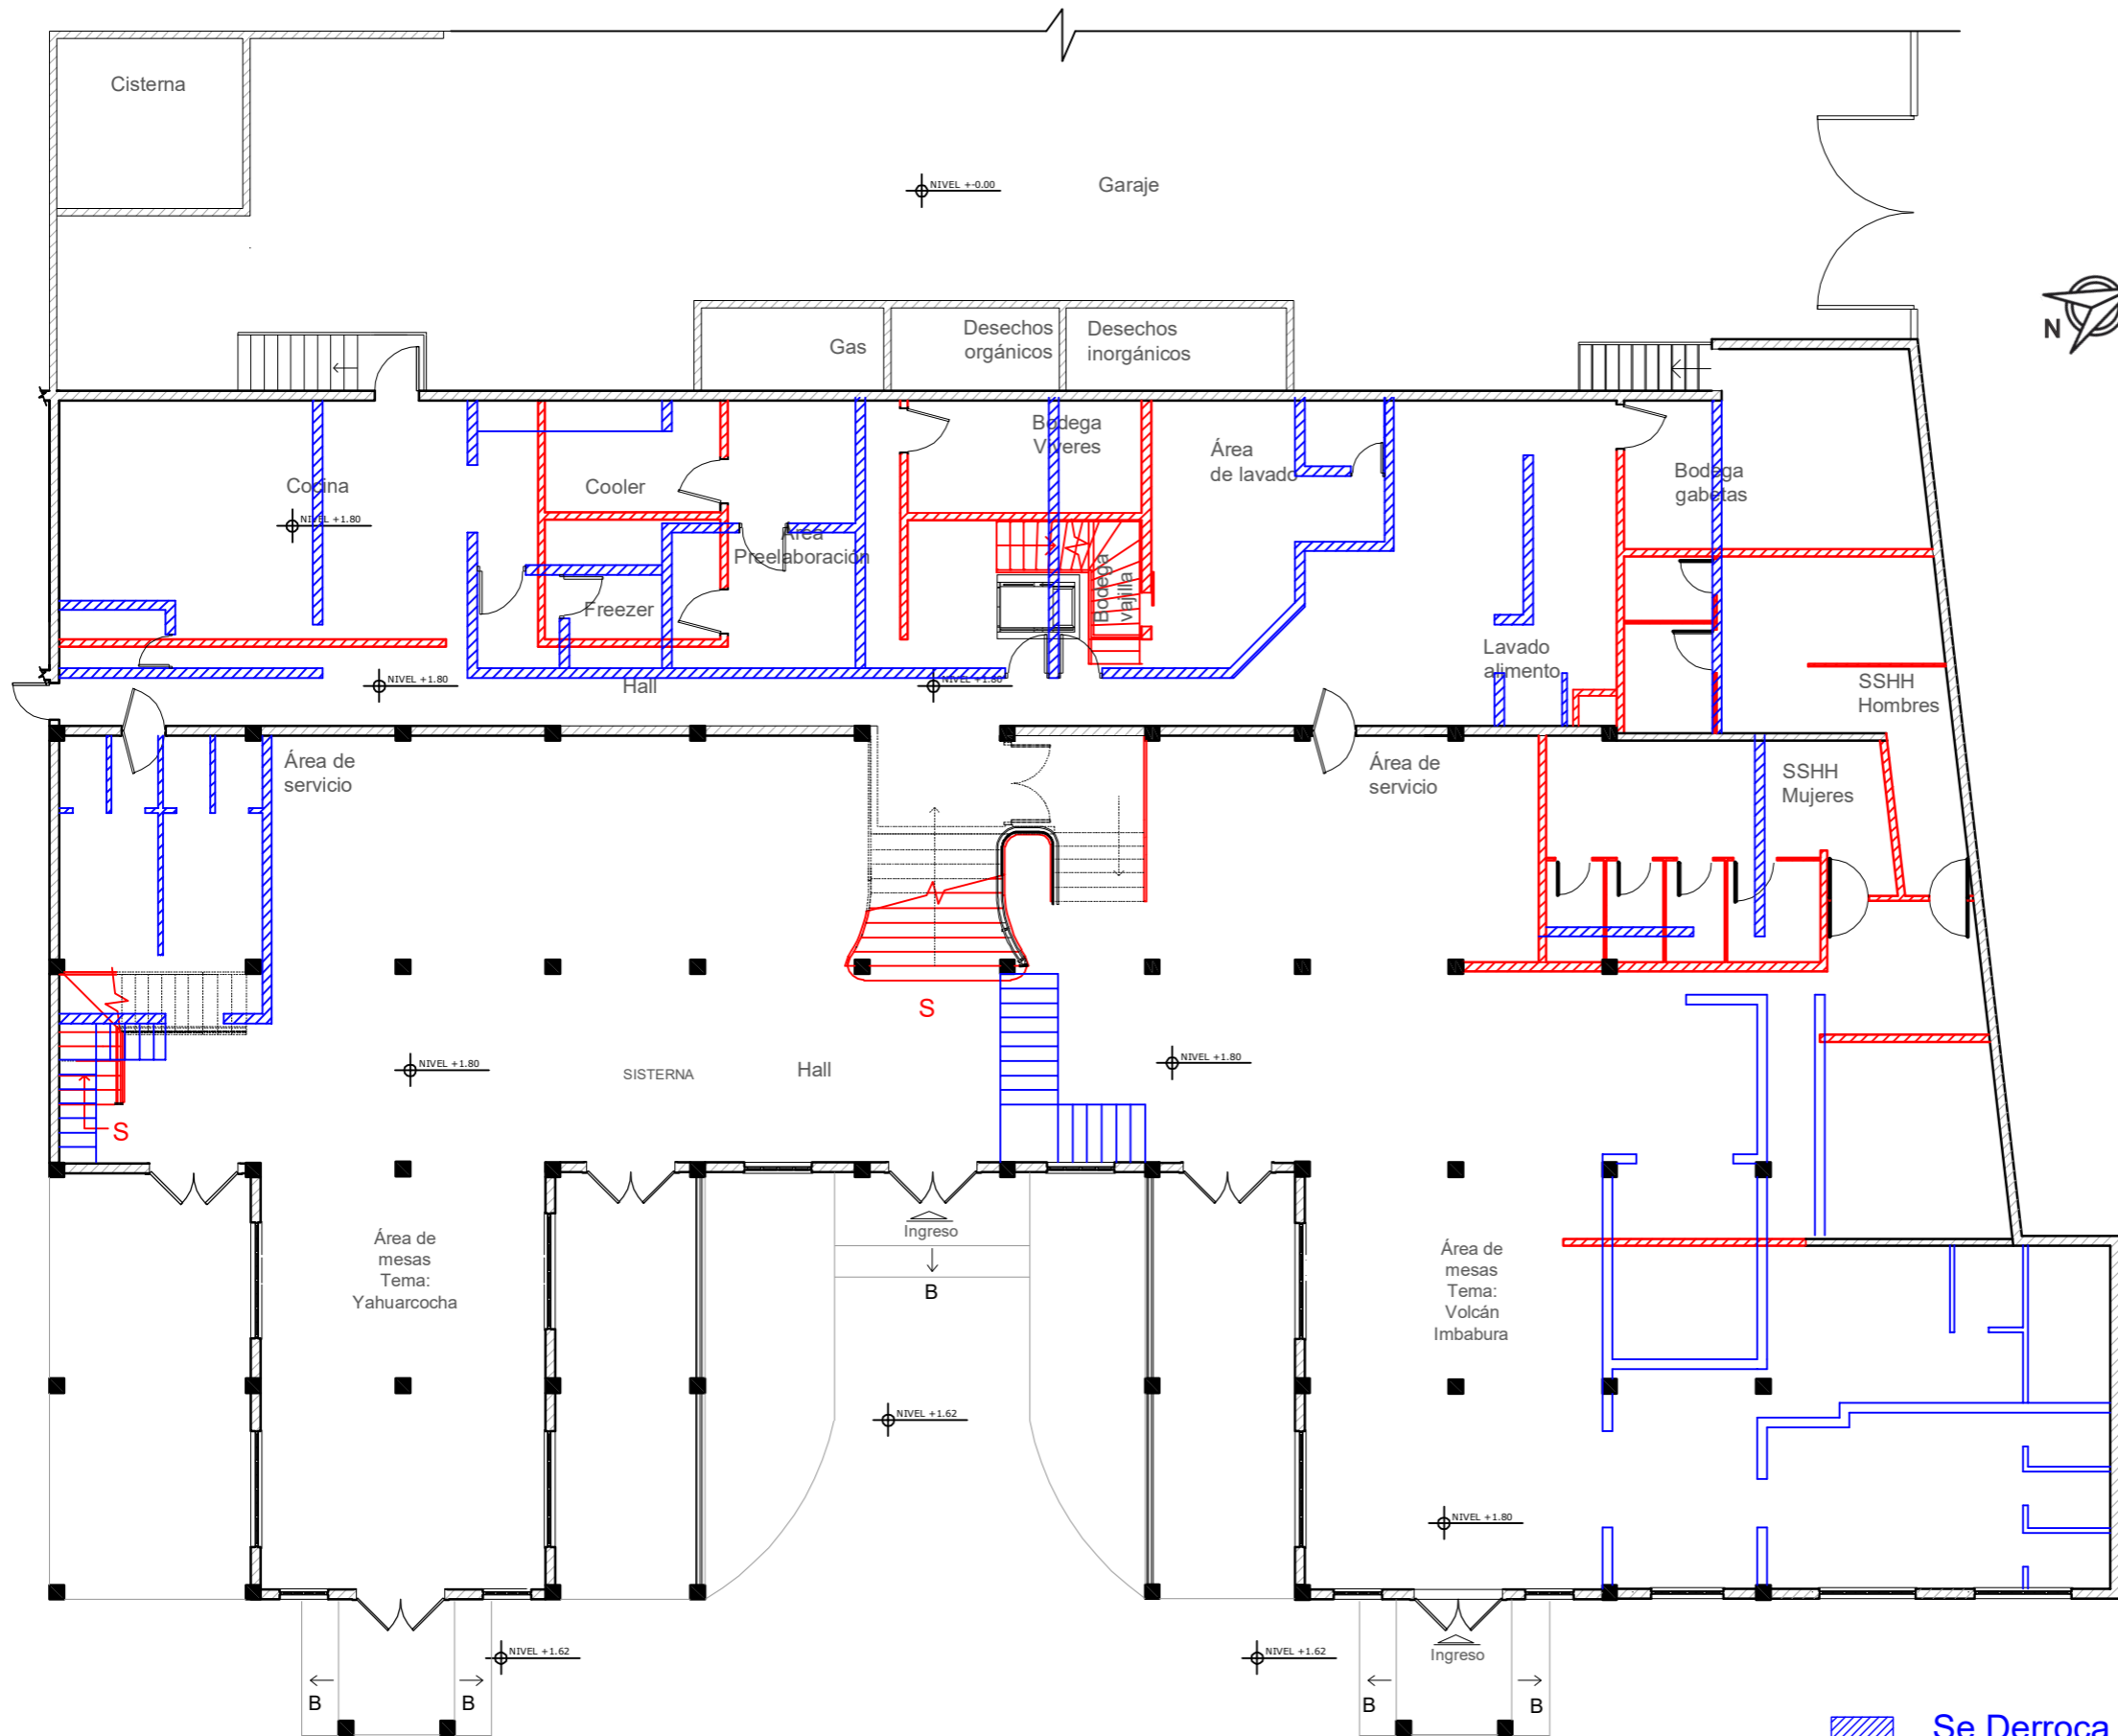 Cisterna
NIVEL +-0.00
Garaje
N
Gas
Desechos
orgánicos
Desechos
inorgánicos
Bodega
Víveres
Área
de lavado
Bodega
gabetas
Cocina
NIVEL +1.80
Cooler
Área
Preelaboración
Bodega
vajilla
Freezer
Lavado
alimento
NIVEL +1.80
Hall
NIVEL +1.80
SSHH
Hombres
Área de
servicio
Área de
servicio
SSHH
Mujeres
S
NIVEL +1.80
SISTERNA
Hall
NIVEL +1.80
S
Ingreso
B
Área de
mesas
Tema:
Yahuarcocha
Área de
mesas
Tema:
Volcán
Imbabura
NIVEL +1.62
NIVEL +1.80
NIVEL +1.62
NIVEL +1.62
Ingreso
B
B
B
B
Se Derroca